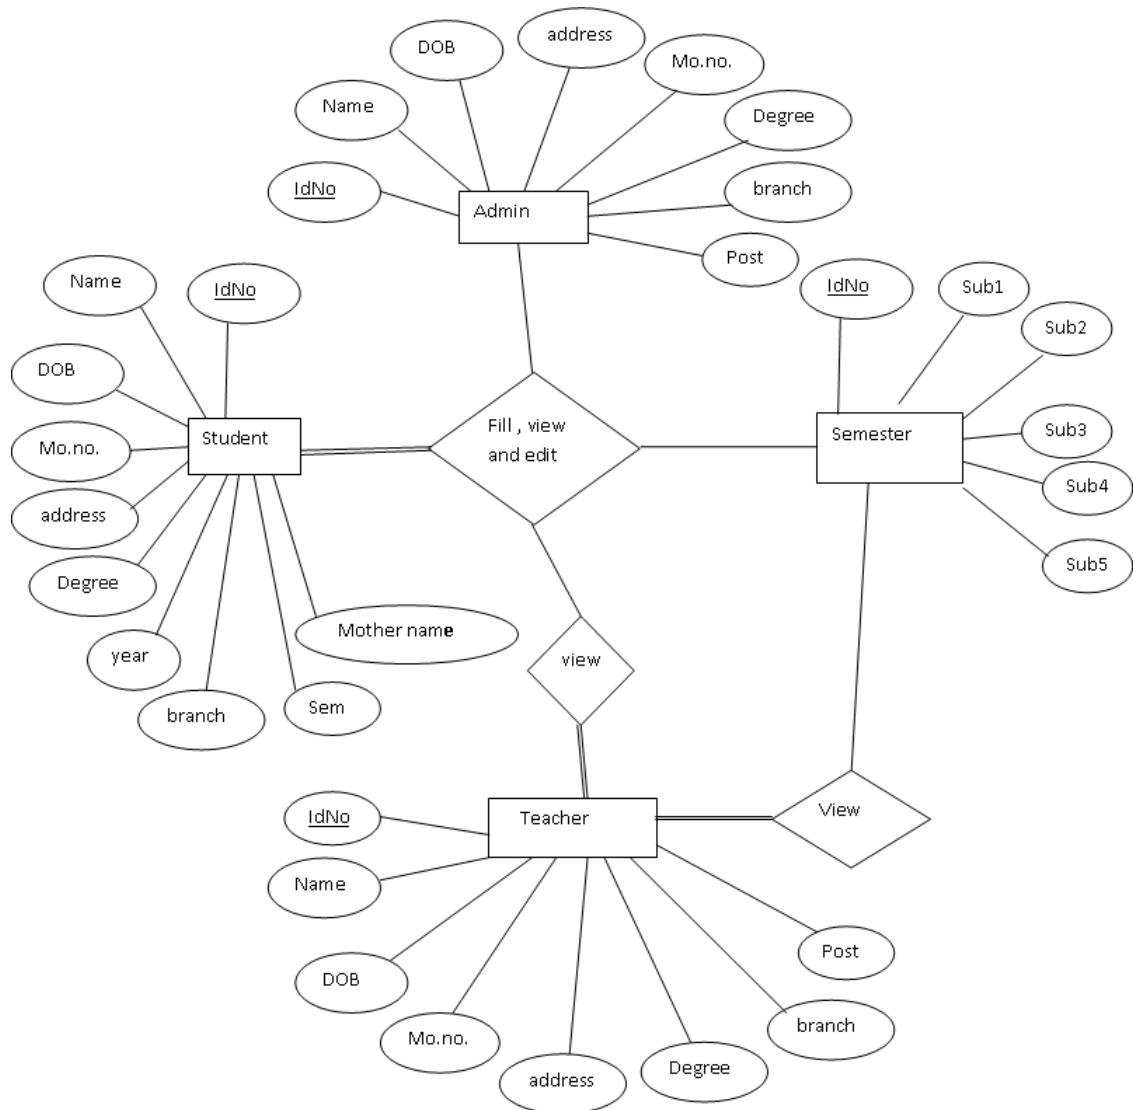 address
DOB
Mo.no.
Name
Degree
IdNo
branch
Admin
Post
Name
IdNo
IdNo
Sub1
Sub2
DOB
Student
Fill , view
and edit
Semester
Sub3
Mo.no.
Sub4
address
Sub5
Degree
Mother name
year
view
branch
Sem
IdNo
Teacher
View
Name
Post
DOB
branch
Mo.no.
Degree
address